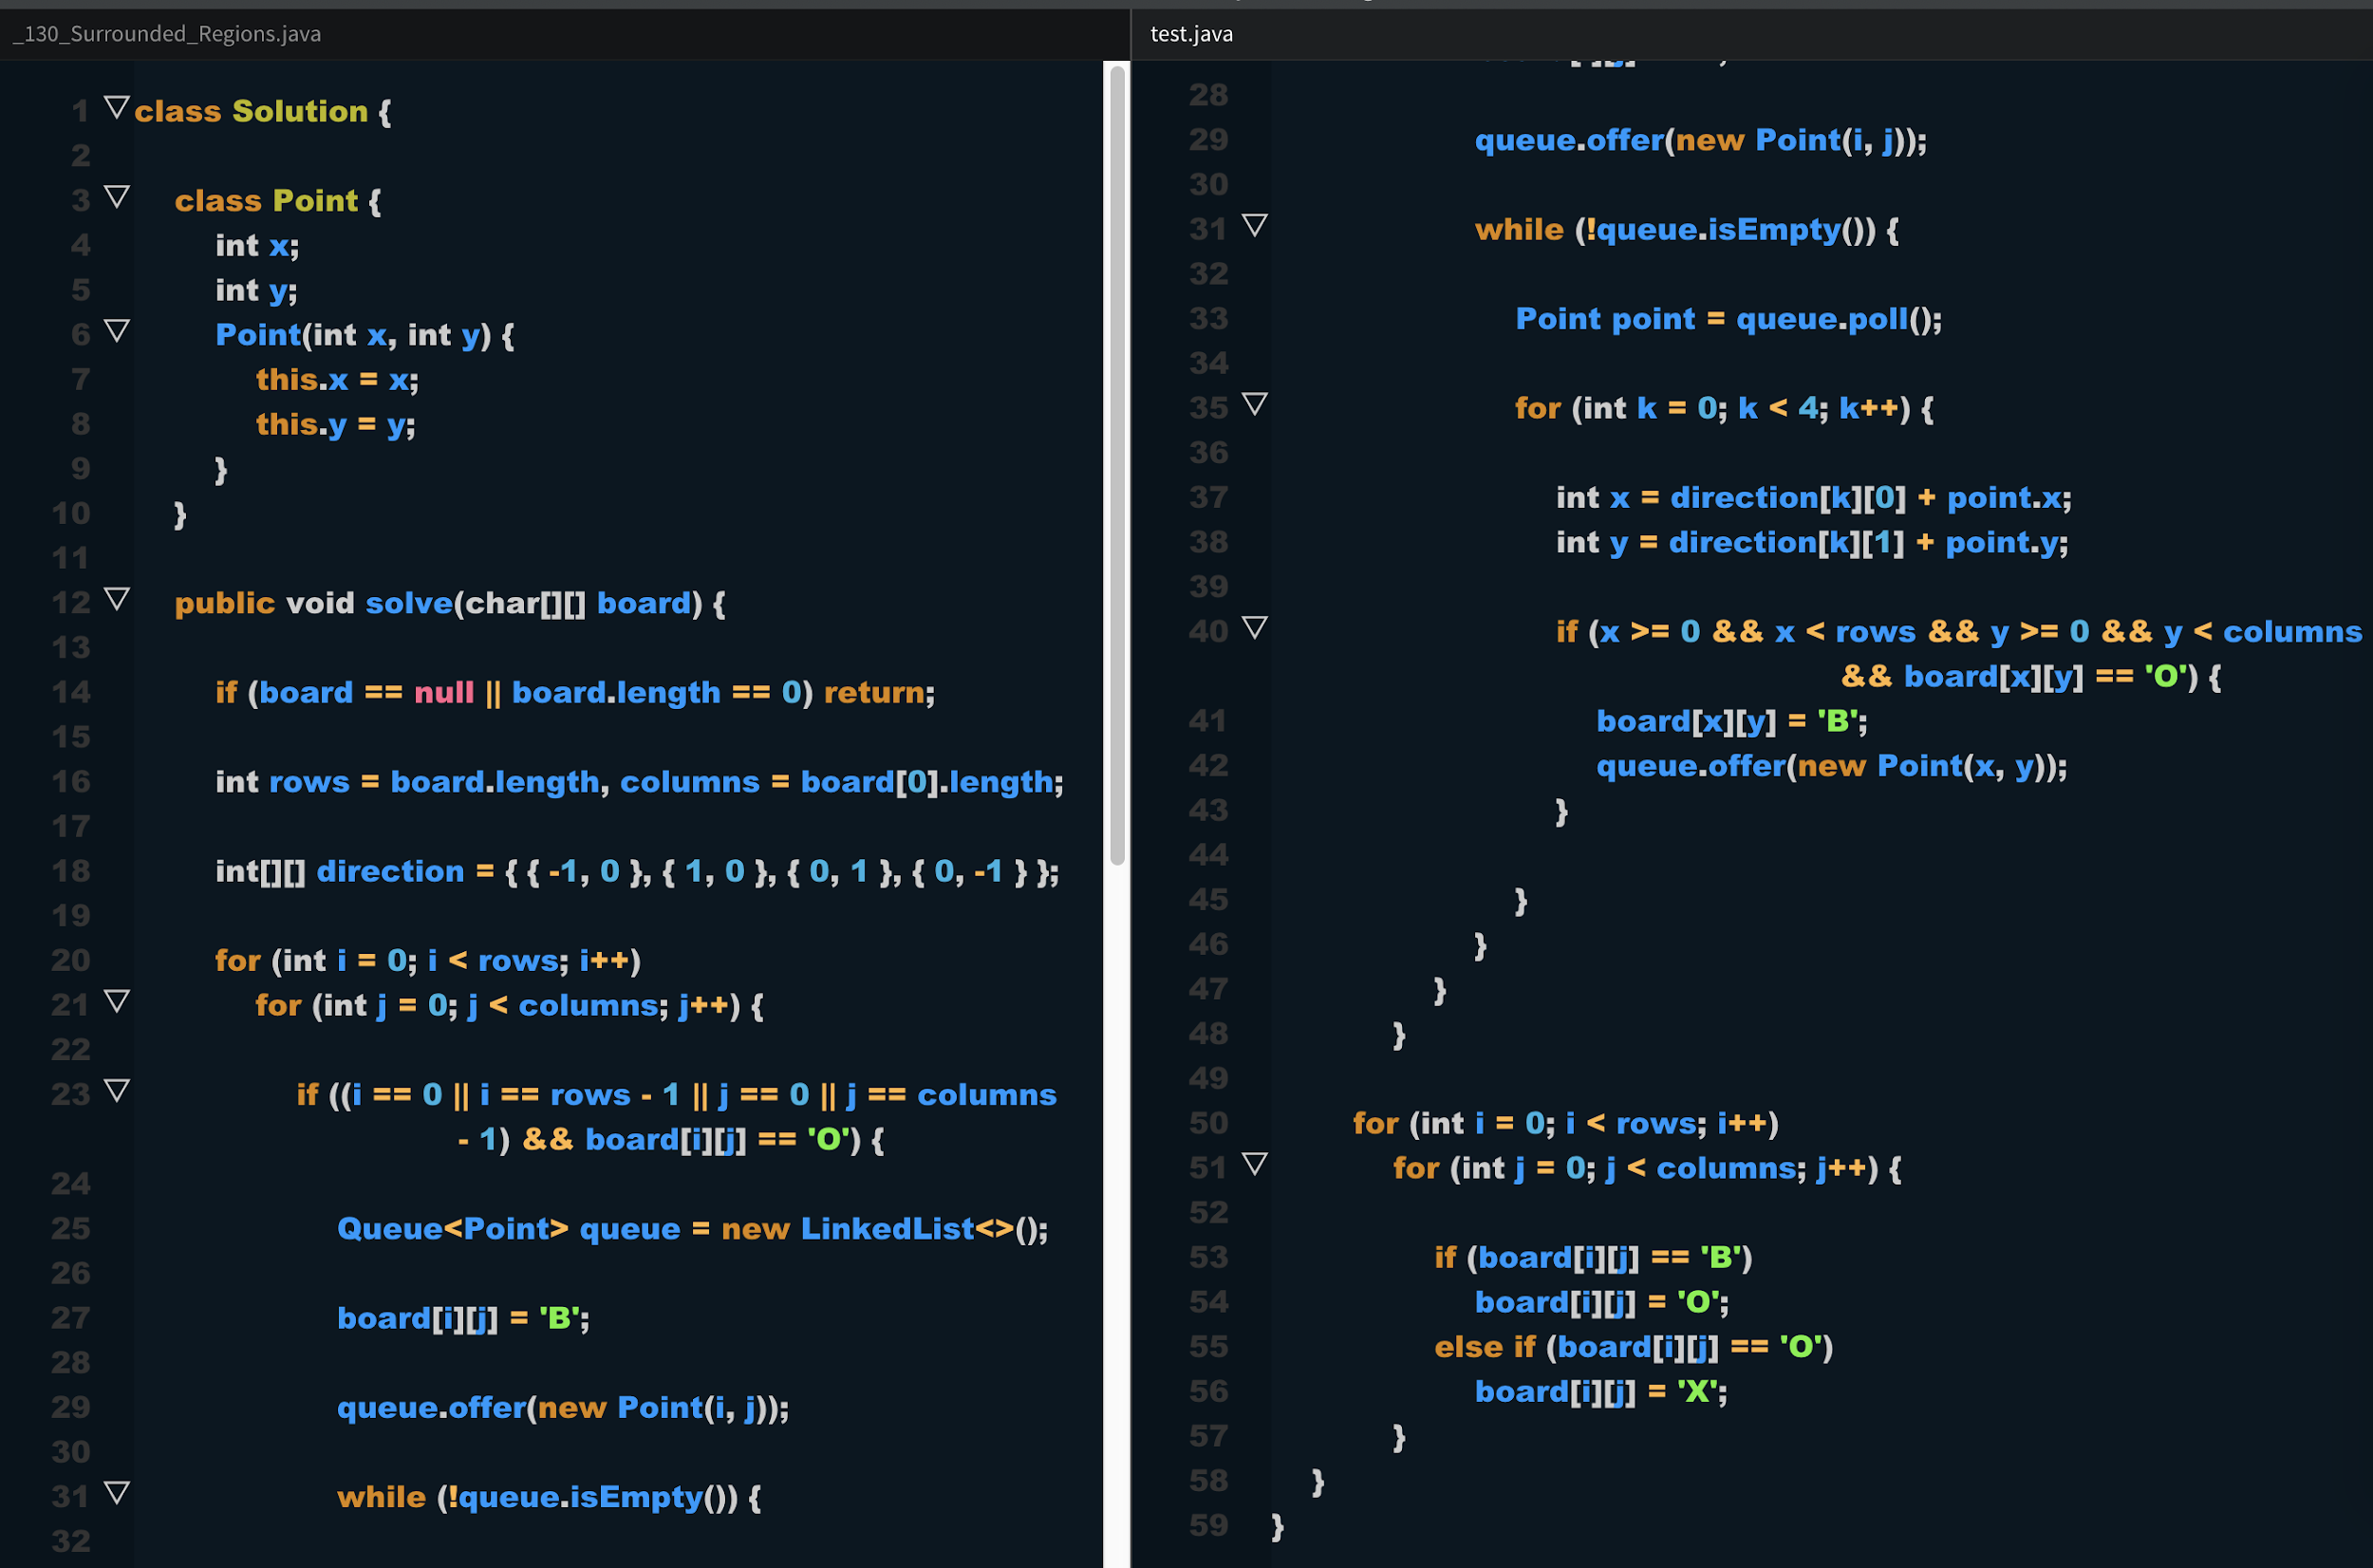 _130_Surrounded_Regions.java
1 class Solution {
2
3 class Point {
4 int x;
5 int y;
6 Point(int x, int y) {
7 this.x = x;
8 this.y = y;
9 }
10 }
11
12 public void solve(char[][] board) {
13
14 if (board == null || board.length == 0) return;
15
16 int rows = board.length, columns = board[0].length;
17
18 int[][] direction = { { -1, 0 }, { 1, 0 }, { 0, 1 }, { 0, -1 } };
19
20 for (int i = 0; i < rows; i++)
21 for (int j = 0; j < columns; j++) {
22
23 if ((i == 0 || i == rows - 1 || j == 0 || j == columns
- 1) && board[i][j] == 'O') {
24
25 Queue<Point> queue = new LinkedList<>();
26
27 board[i][j] = 'B';
28
29 queue.offer(new Point(i, j));
30
31 while (!queue.isEmpty()) {
32
test.java
28
29 queue.offer(new Point(i, j));
30
31 while (!queue.isEmpty()) {
32
33 Point point = queue.poll();
34
35 for (int k = 0; k < 4; k++) {
36
37 int x = direction[k][0] + point.x;
38 int y = direction[k][1] + point.y;
39
40 if (x >= 0 && x < rows && y >= 0 && y < columns
&& board[x][y] == 'O') {
41 board[x][y] = 'B';
42 queue.offer(new Point(x, y));
43 }
44
45 }
46 }
47 }
48 }
49
50 for (int i = 0; i < rows; i++)
51 for (int j = 0; j < columns; j++) {
52
53 if (board[i][j] == 'B')
54 board[i][j] = 'O';
55 else if (board[i][j] == 'O')
56 board[i][j] = 'X';
57 }
58 }
59 }